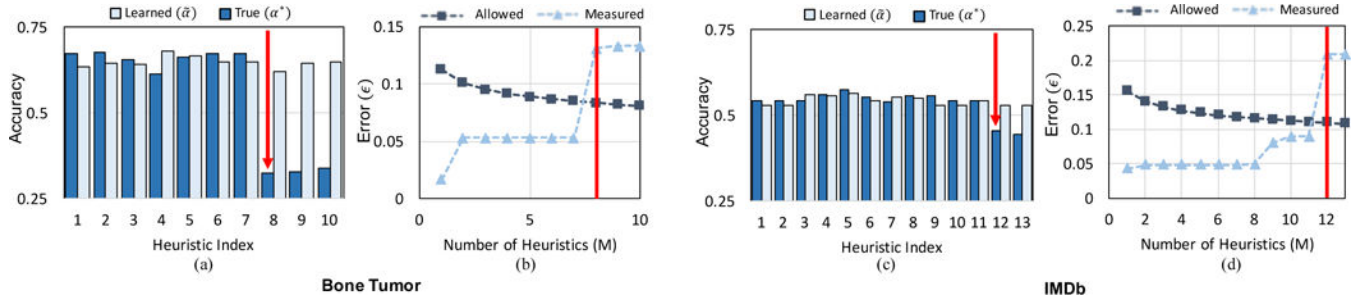 Learned (α̃) True (α*)
0.75
0.5
0.25
Accuracy
1 2 3 4 5 6 7 8 9 10
Heuristic Index
(a)
Allowed Measured
0.15
0.1
0.05
0
Error (ϵ)
0 5 10
Number of Heuristics (M)
(b)
Bone Tumor
Learned (α̃) True (α*)
0.75
0.5
0.25
Accuracy
1 2 3 4 5 6 7 8 9 10 11 12 13
Heuristic Index
(c)
Allowed Measured
0.25
0.2
0.15
0.1
0.05
0
Error (ϵ)
0 2 4 6 8 10 12
Number of Heuristics (M)
(d)
IMDb